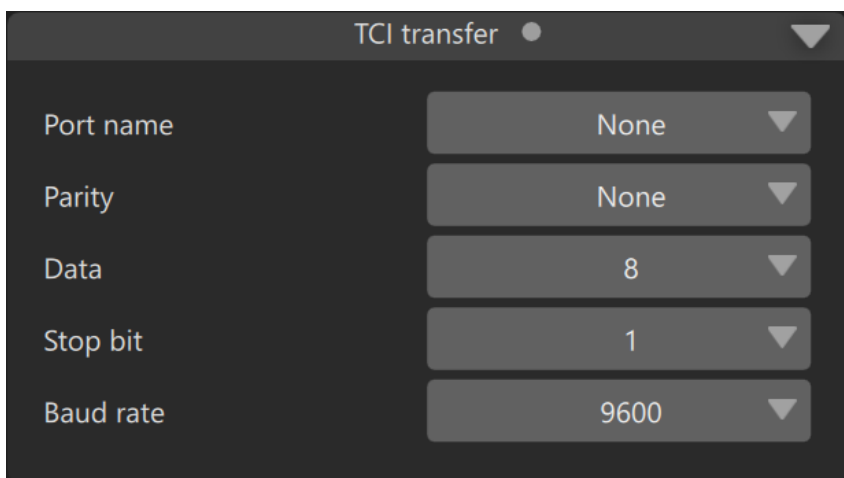 TCI transfer
Port name None
Parity None
Data 8
Stop bit 1
Baud rate 9600